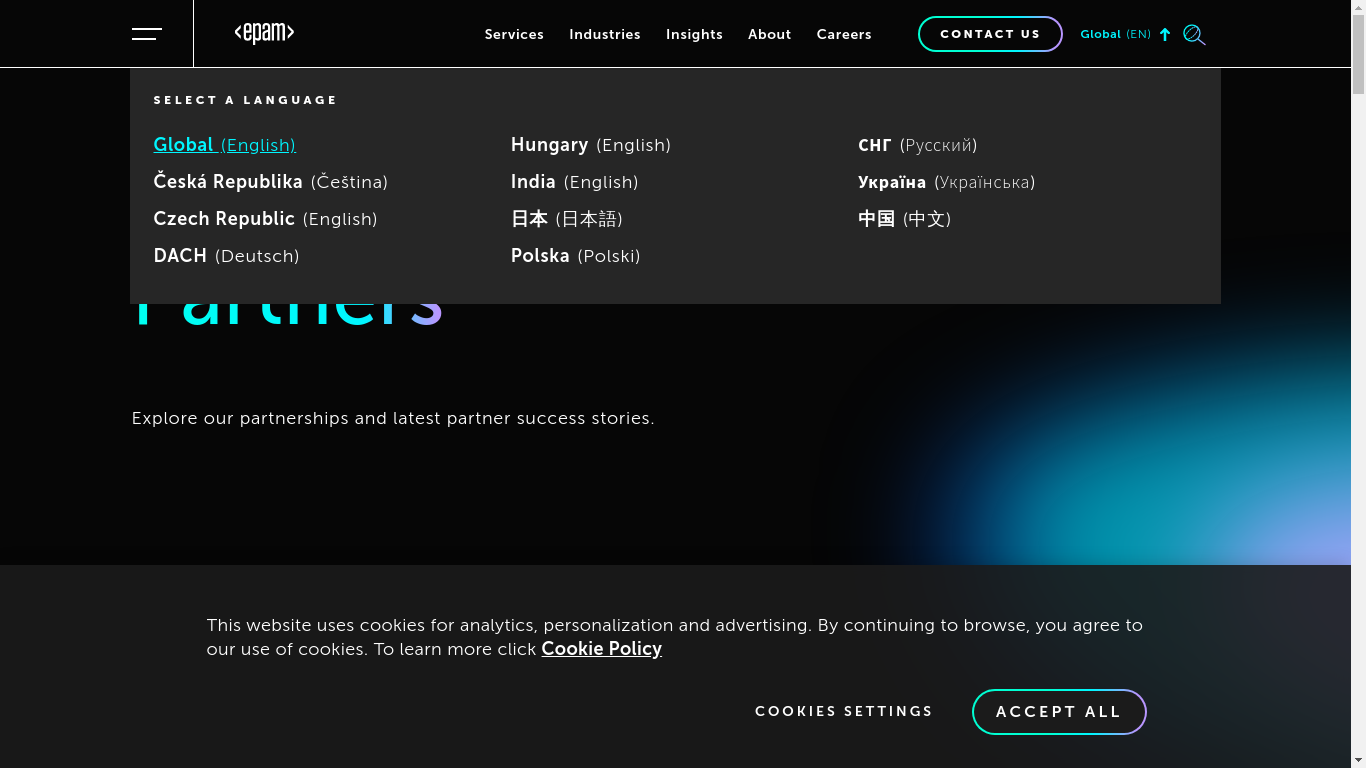 <epam>
Services
Industries
Insights
About
Careers
CONTACT US
Global (EN)
SELECT A LANGUAGE
Global (English)
Česká Republika (Čeština)
Czech Republic (English)
DACH (Deutsch)
Hungary (English)
India (English)
日本 (日本語)
Polska (Polski)
СНГ (Русский)
Україна (Українська)
中国 (中文)
Partners
Explore our partnerships and latest partner success stories.
This website uses cookies for analytics, personalization and advertising. By continuing to browse, you agree to
our use of cookies. To learn more click Cookie Policy
COOKIES SETTINGS
ACCEPT ALL